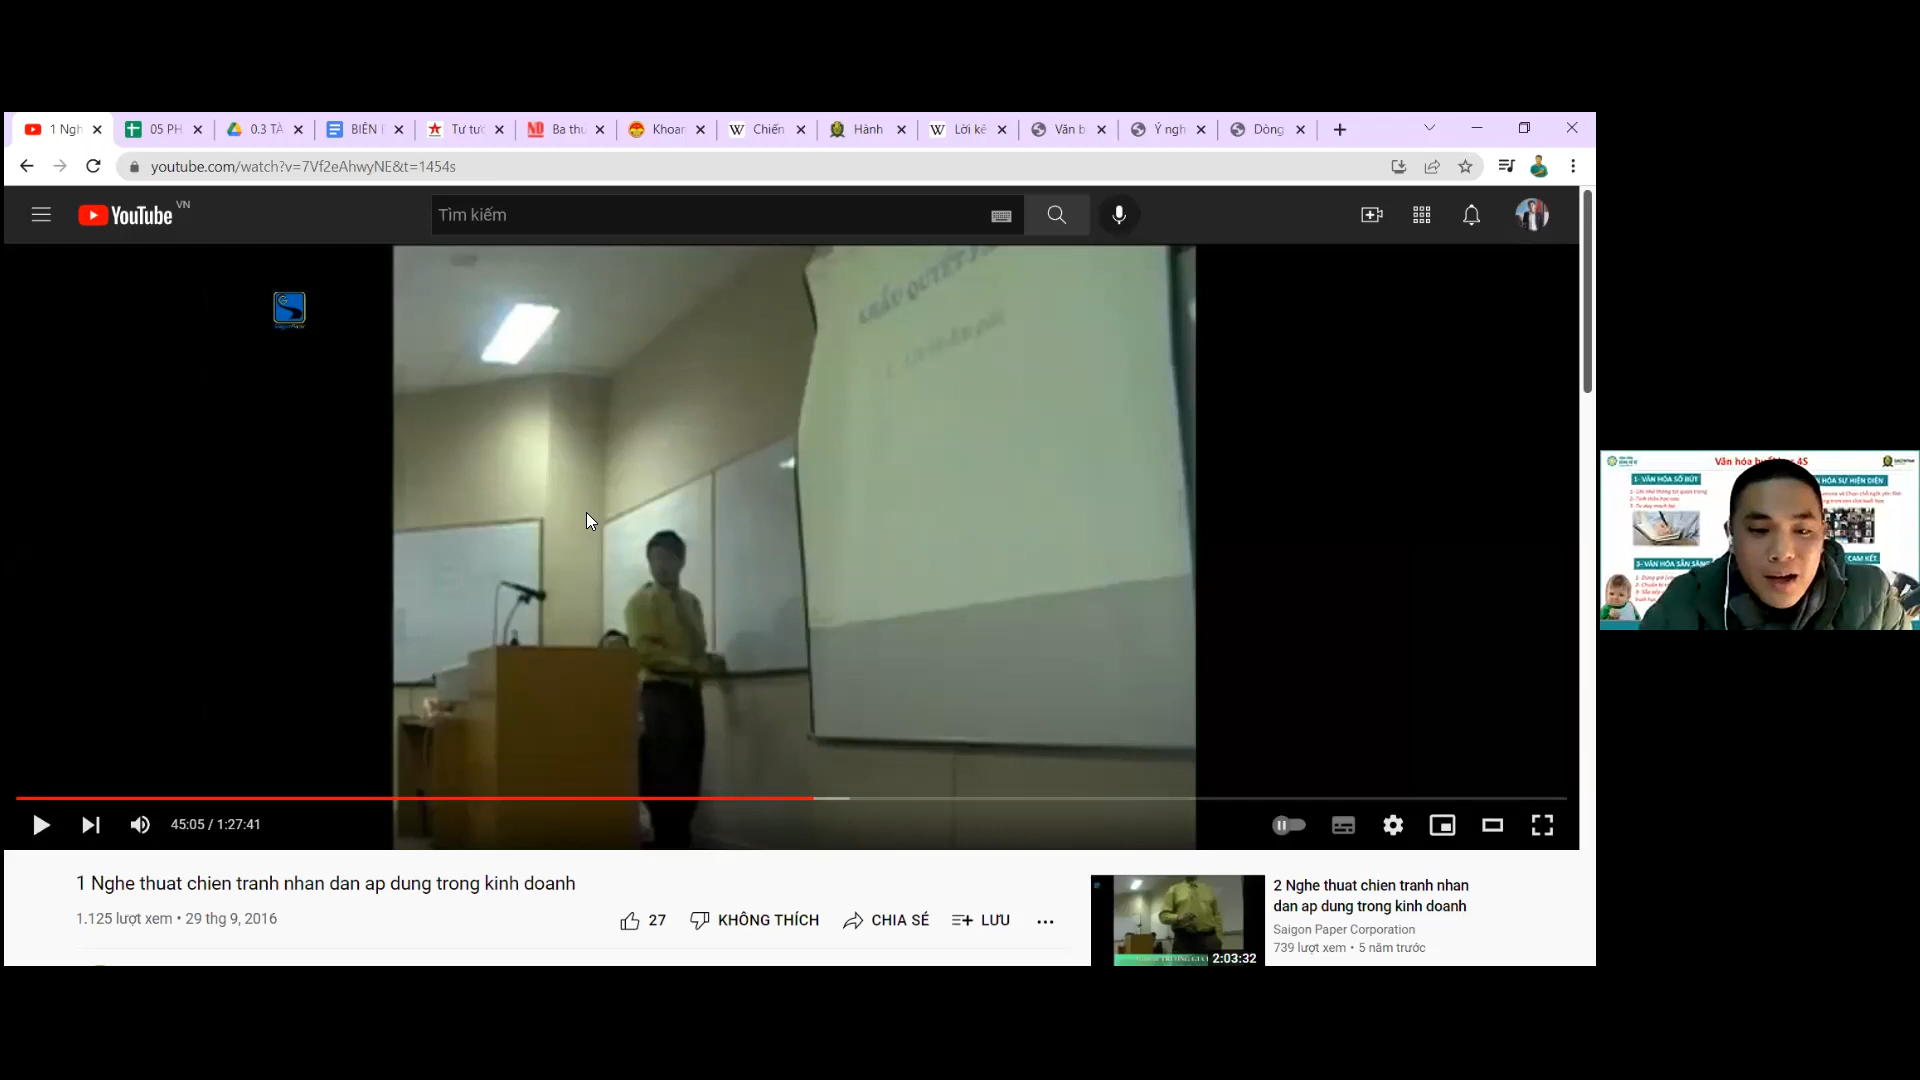 1 Ngh
05 PH
0.3 TÀ
BIÊN
Tư tư
Ba thu
Khoar
Chiến
Hành
Lời kê
Văn b
Ý ngh
Dòng
youtube.com/watch?v=7Vf2eAhwyNE&t=1454s
YouTube VN
Tìm kiếm
45:05 / 1:27:41
1 Nghe thuat chien tranh nhan dan ap dung trong kinh doanh
1.125 lượt xem • 29 thg 9, 2016
27
KHÔNG THÍCH
CHIA SẺ
LƯU
2 Nghe thuat chien tranh nhan
dan ap dung trong kinh doanh
Saigon Paper Corporation
739 lượt xem • 5 năm trước
2:03:32
Văn hóa 4S
1- VĂN HÓA SỔ BÚT
HÓA SỰ HIỆN DIỆN
3- VĂN HÓA SẴN SÀNG
CAM KẾT